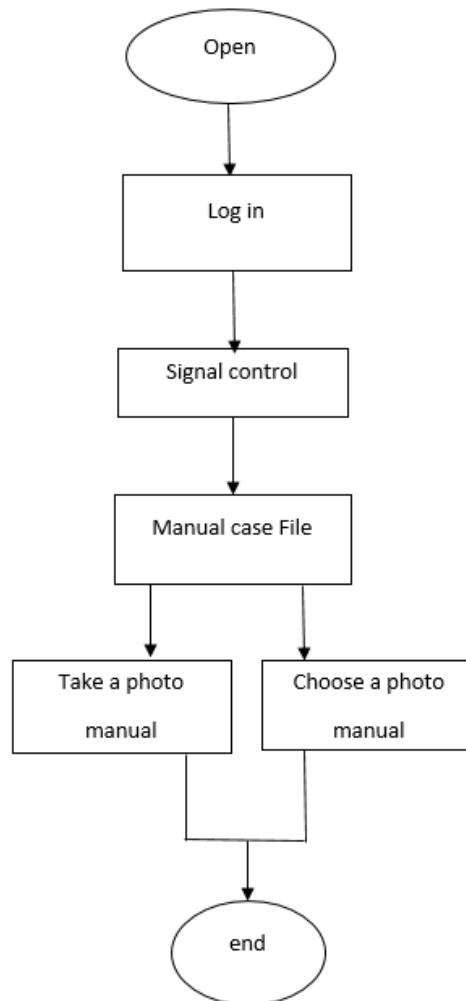 Open
Log in
Signal control
Manual case File
Take a photo
manual
Choose a photo
manual
end